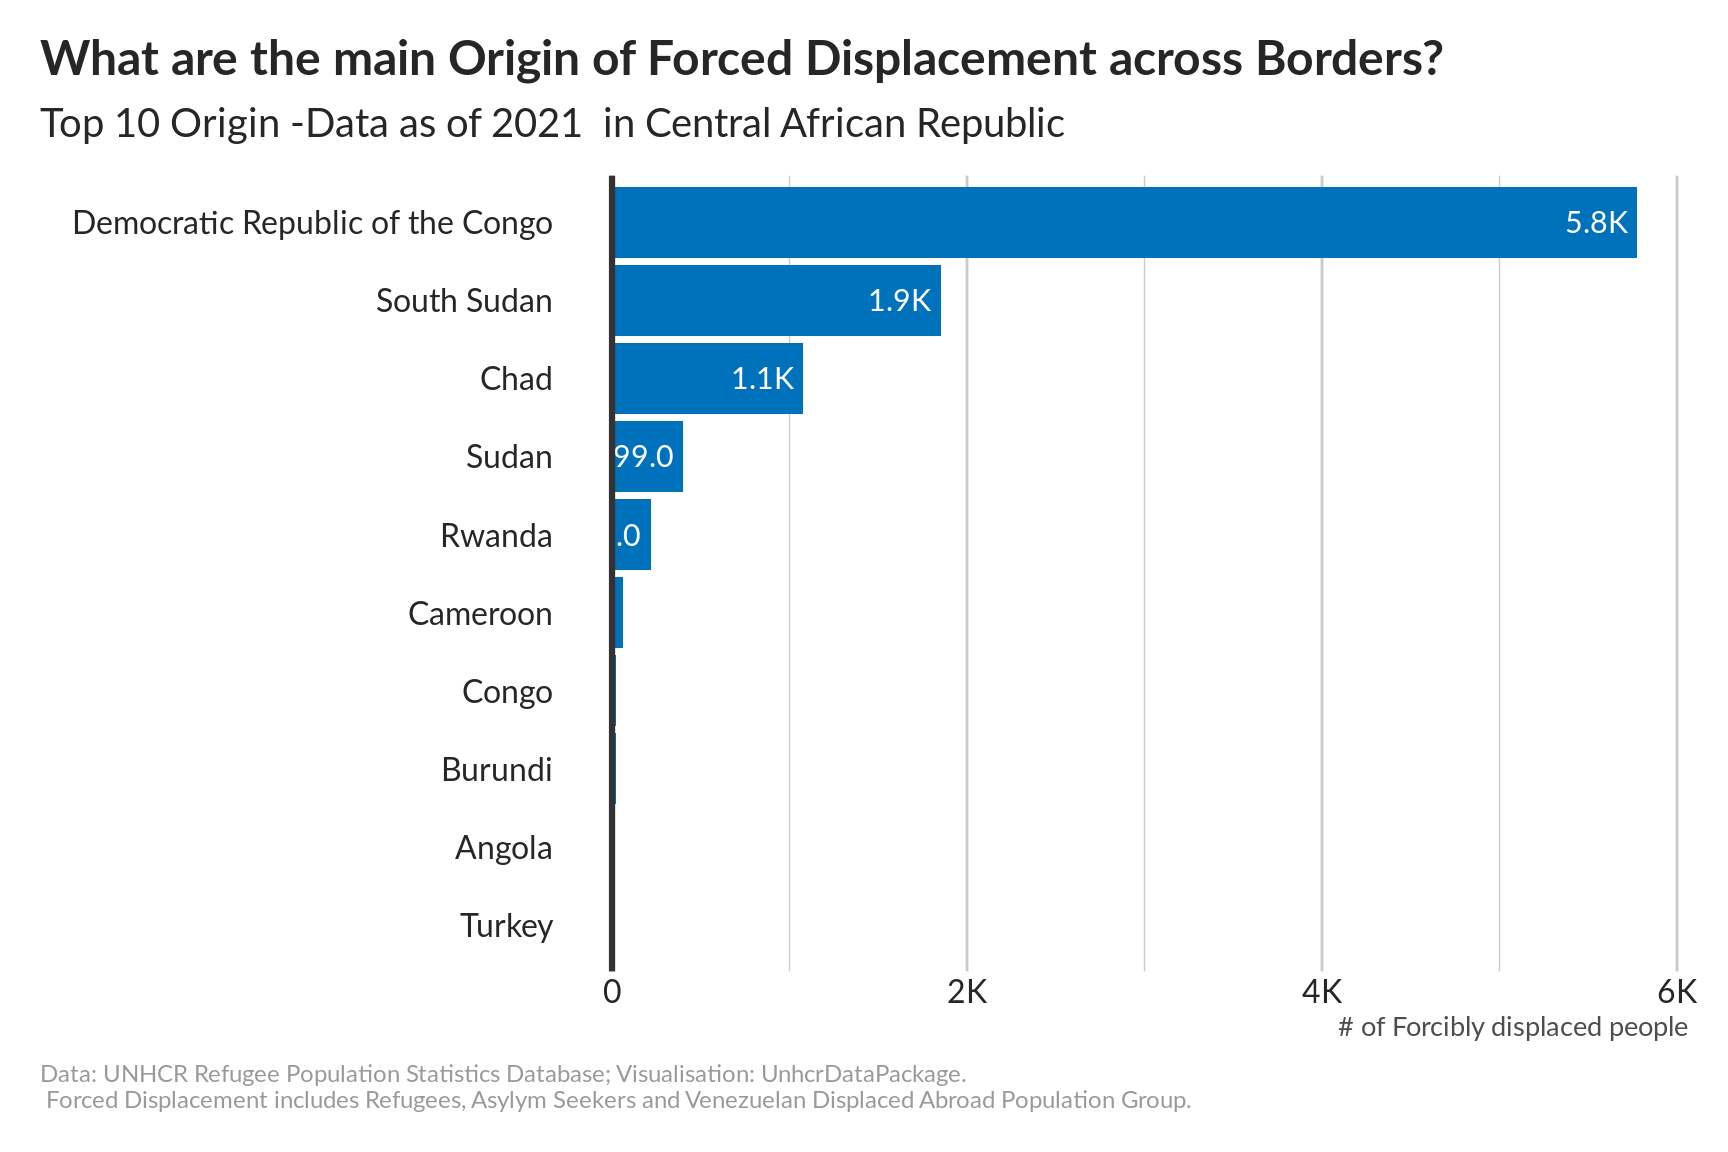 What are the main Origin of Forced Displacement across Borders?
Top 10 Origin -Data as of 2021 in Central African Republic
Democratic Republic of the Congo
5.8K
South Sudan
1.9K
Chad
1.1K
Sudan
99.0
Rwanda
.0
Cameroon
Congo
Burundi
Angola
Turkey
0 2K 4K 6K
# of Forcibly displaced people
Data: UNHCR Refugee Population Statistics Database; Visualisation: UnhcrDataPackage.
Forced Displacement includes Refugees, Asylym Seekers and Venezuelan Displaced Abroad Population Group.